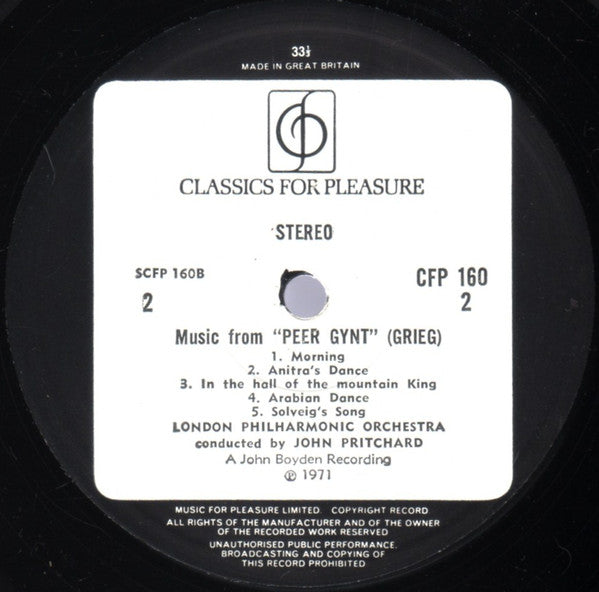 33⅓
MADE IN GREAT BRITAIN
CLASSICS FOR PLEASURE
STEREO
SCFP 160B
2
CFP 160
2
Music from "PEER GYNT" (GRIEG)
1. Morning
2. Anitra's Dance
3. In the hall of the mountain King
4. Arabian Dance
5. Solveig's Song
LONDON PHILHARMONIC ORCHESTRA
conducted by JOHN PRITCHARD
A John Boyden Recording
℗ 1971
MUSIC FOR PLEASURE LIMITED. COPYRIGHT RECORD
ALL RIGHTS OF THE MANUFACTURER AND OF THE OWNER
OF THE RECORDED WORK RESERVED
UNAUTHORISED PUBLIC PERFORMANCE.
BROADCASTING AND COPYING OF
THIS RECORD PROHIBITED